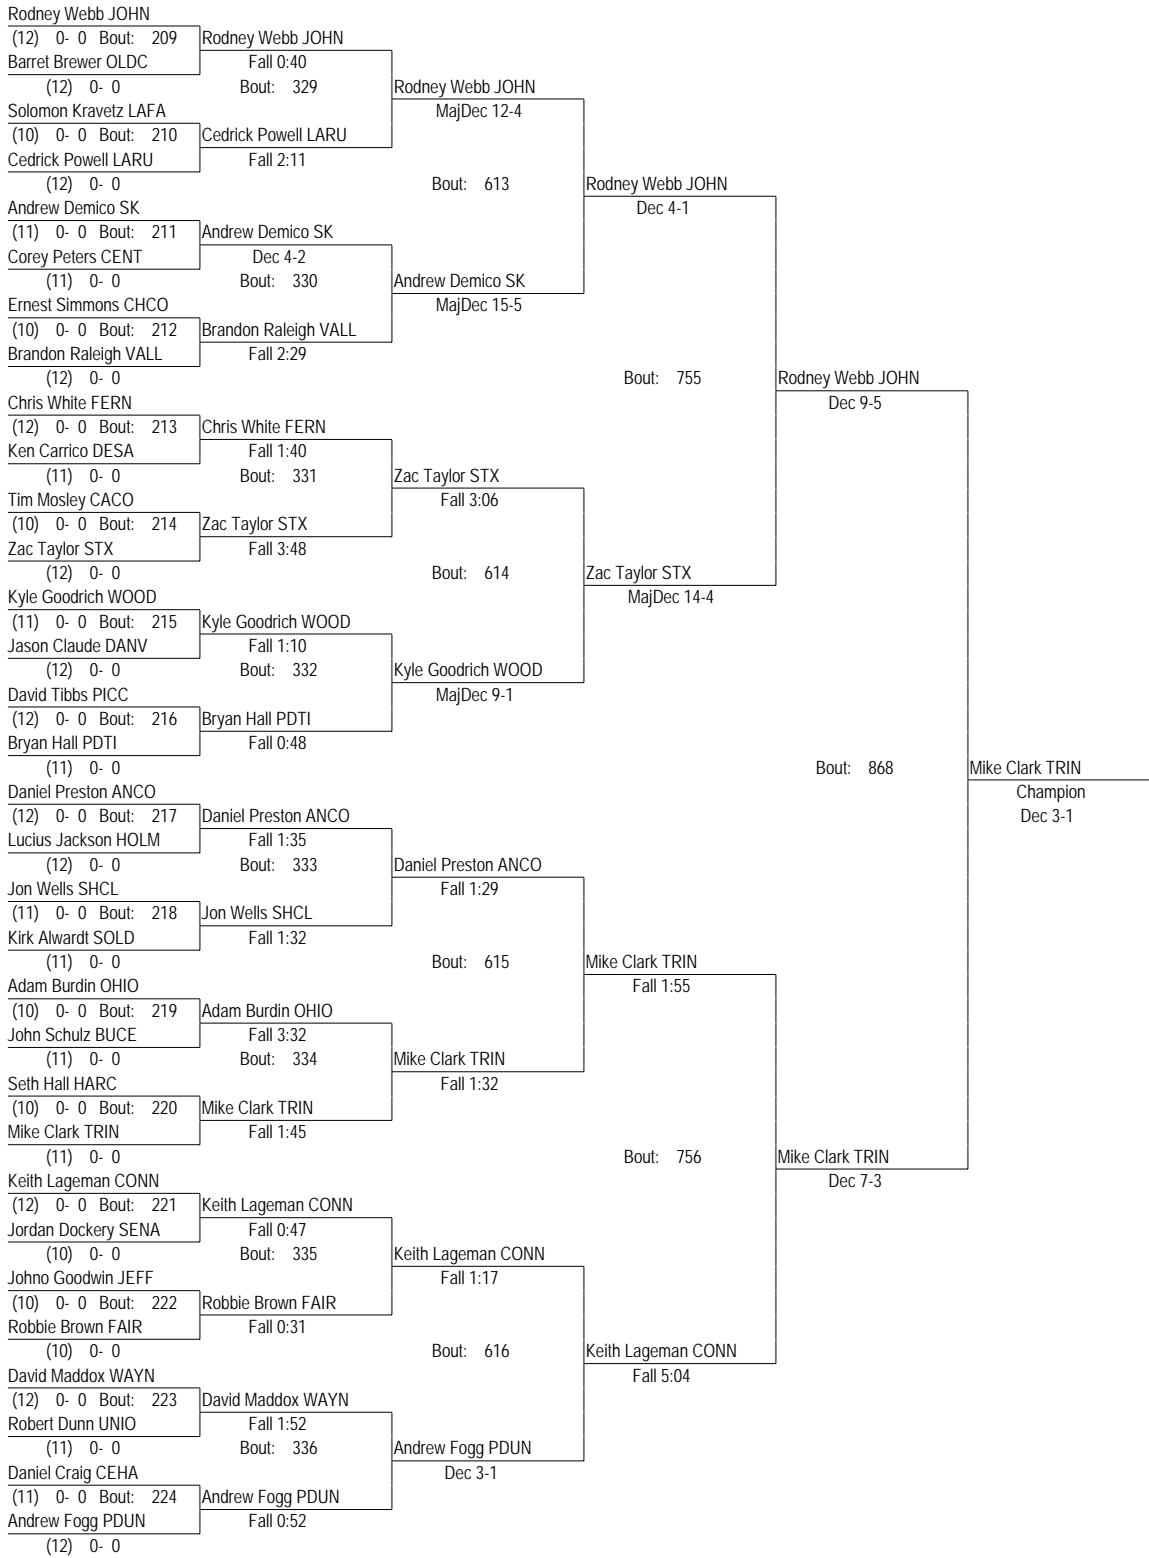 Rodney Webb JOHN
(12) 0- 0 Bout: 209 Rodney Webb JOHN
Barret Brewer OLDC Fall 0:40
(12) 0- 0 Bout: 329 Rodney Webb JOHN
Solomon Kravetz LAFA MajDec 12-4
(10) 0- 0 Bout: 210 Cedrick Powell LARU
Cedrick Powell LARU Fall 2:11
(12) 0- 0 Bout: 613 Rodney Webb JOHN
Andrew Demico SK Dec 4-1
(11) 0- 0 Bout: 211 Andrew Demico SK
Corey Peters CENT Dec 4-2
(11) 0- 0 Bout: 330 Andrew Demico SK
Ernest Simmons CHCO MajDec 15-5
(10) 0- 0 Bout: 212 Brandon Raleigh VALL
Brandon Raleigh VALL Fall 2:29
(12) 0- 0 Bout: 755 Rodney Webb JOHN
Chris White FERN Dec 9-5
(12) 0- 0 Bout: 213 Chris White FERN
Ken Carrico DESA Fall 1:40
(11) 0- 0 Bout: 331 Zac Taylor STX
Tim Mosley CACO Fall 3:06
(10) 0- 0 Bout: 214 Zac Taylor STX
Zac Taylor STX Fall 3:48
(12) 0- 0 Bout: 614 Zac Taylor STX
Kyle Goodrich WOOD MajDec 14-4
(11) 0- 0 Bout: 215 Kyle Goodrich WOOD
Jason Claude DANV Fall 1:10
(12) 0- 0 Bout: 332 Kyle Goodrich WOOD
David Tibbs PICC MajDec 9-1
(12) 0- 0 Bout: 216 Bryan Hall PDTI
Bryan Hall PDTI Fall 0:48
(11) 0- 0 Bout: 868 Mike Clark TRIN
Daniel Preston ANCO Champion
(12) 0- 0 Bout: 217 Daniel Preston ANCO Dec 3-1
Lucius Jackson HOLM Fall 1:35
(12) 0- 0 Bout: 333 Daniel Preston ANCO
Jon Wells SHCL Fall 1:29
(11) 0- 0 Bout: 218 Jon Wells SHCL
Kirk Alwardt SOLD Fall 1:32
(11) 0- 0 Bout: 615 Mike Clark TRIN
Adam Burdin OHIO Fall 1:55
(10) 0- 0 Bout: 219 Adam Burdin OHIO
John Schulz BUCE Fall 3:32
(11) 0- 0 Bout: 334 Mike Clark TRIN
Seth Hall HARC Fall 1:32
(10) 0- 0 Bout: 220 Mike Clark TRIN
Mike Clark TRIN Fall 1:45
(11) 0- 0 Bout: 756 Mike Clark TRIN
Keith Lageman CONN Dec 7-3
(12) 0- 0 Bout: 221 Keith Lageman CONN
Jordan Dockery SENA Fall 0:47
(10) 0- 0 Bout: 335 Keith Lageman CONN
Johno Goodwin JEFF Fall 1:17
(10) 0- 0 Bout: 222 Robbie Brown FAIR
Robbie Brown FAIR Fall 0:31
(10) 0- 0 Bout: 616 Keith Lageman CONN
David Maddox WAYN Fall 5:04
(12) 0- 0 Bout: 223 David Maddox WAYN
Robert Dunn UNIO Fall 1:52
(11) 0- 0 Bout: 336 Andrew Fogg PDUN
Daniel Craig CEHA Dec 3-1
(11) 0- 0 Bout: 224 Andrew Fogg PDUN
Andrew Fogg PDUN Fall 0:52
(12) 0- 0